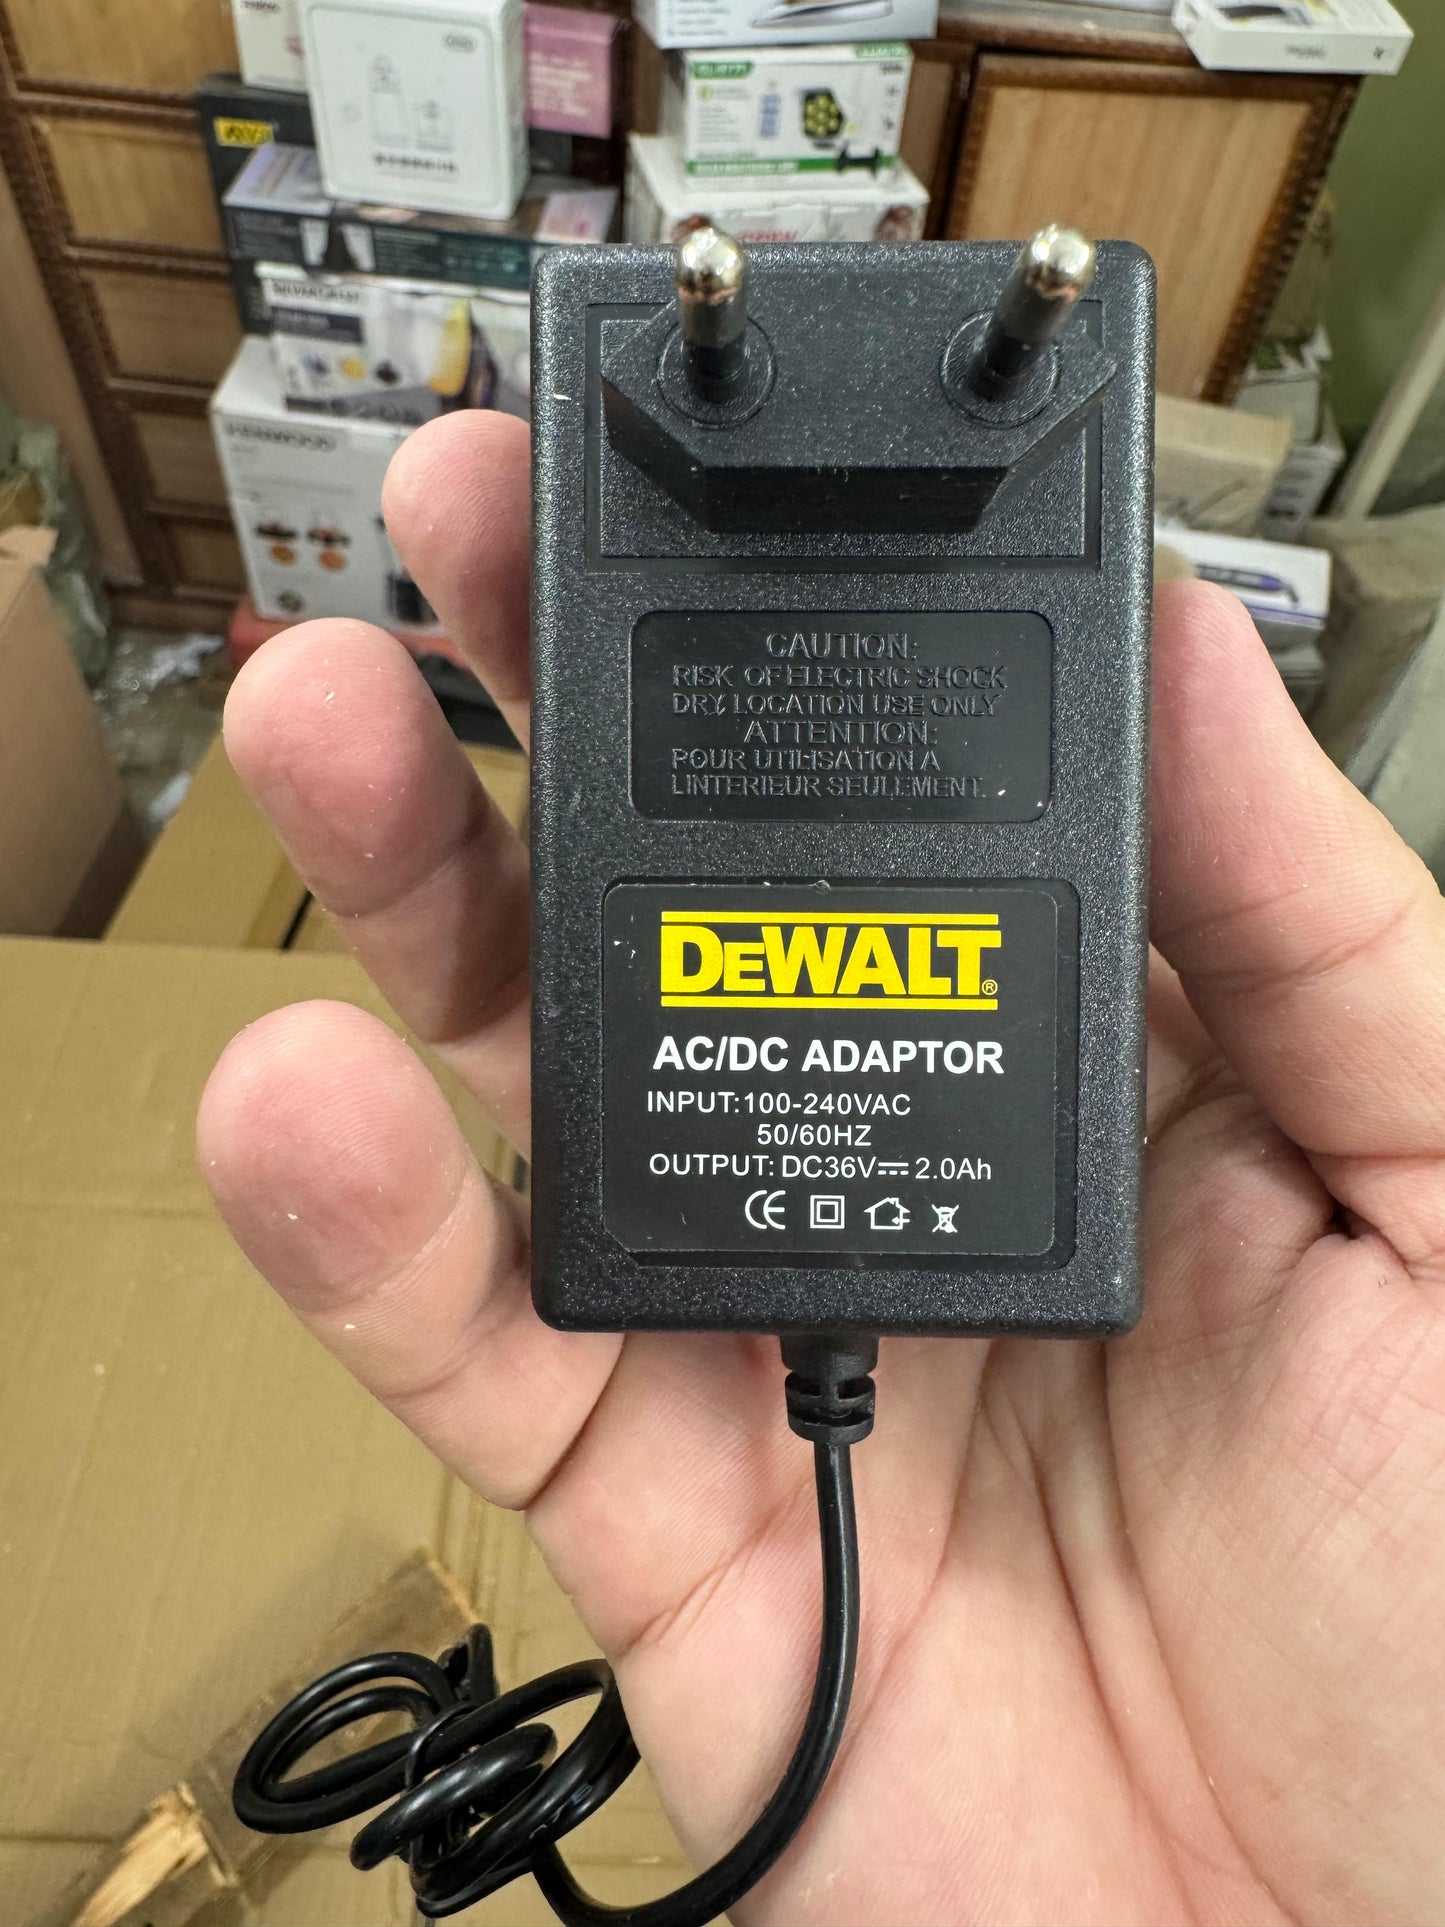 KENWOOD
CAUTION:
RISK OF ELECTRIC SHOCK
DRY LOCATION USE ONLY
ATTENTION:
POUR UTILISATION A
LINTERIEUR SEULEMENT.
DEWALT®
AC/DC ADAPTOR
INPUT:100-240VAC
50/60HZ
OUTPUT: DC36V⎓2.0Ah
CE